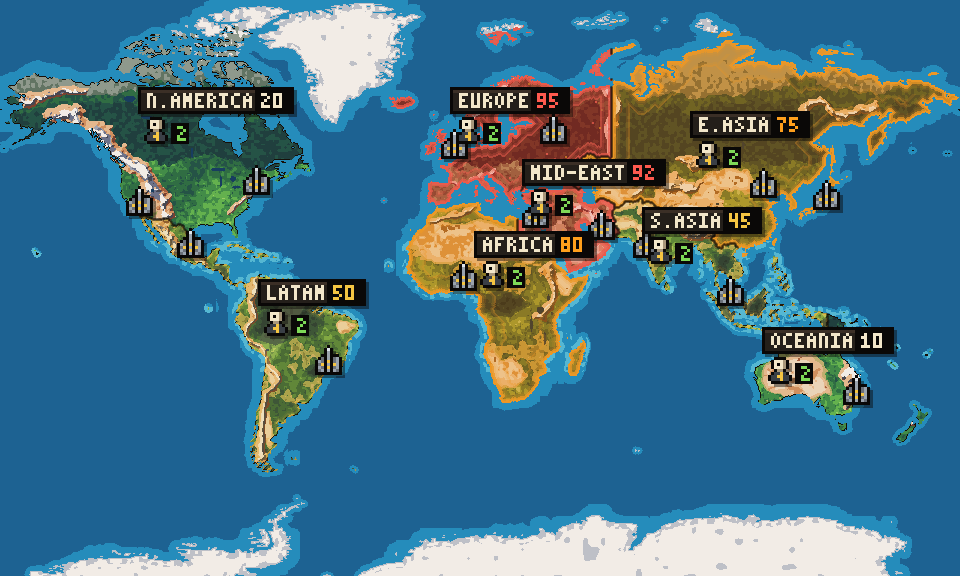 N.AMERICA 20
2
EUROPE 95
2
E.ASIA 75
2
MID-EAST 92
2
S.ASIA 45
2
AFRICA 80
2
LATAM 50
2
OCEANIA 10
2